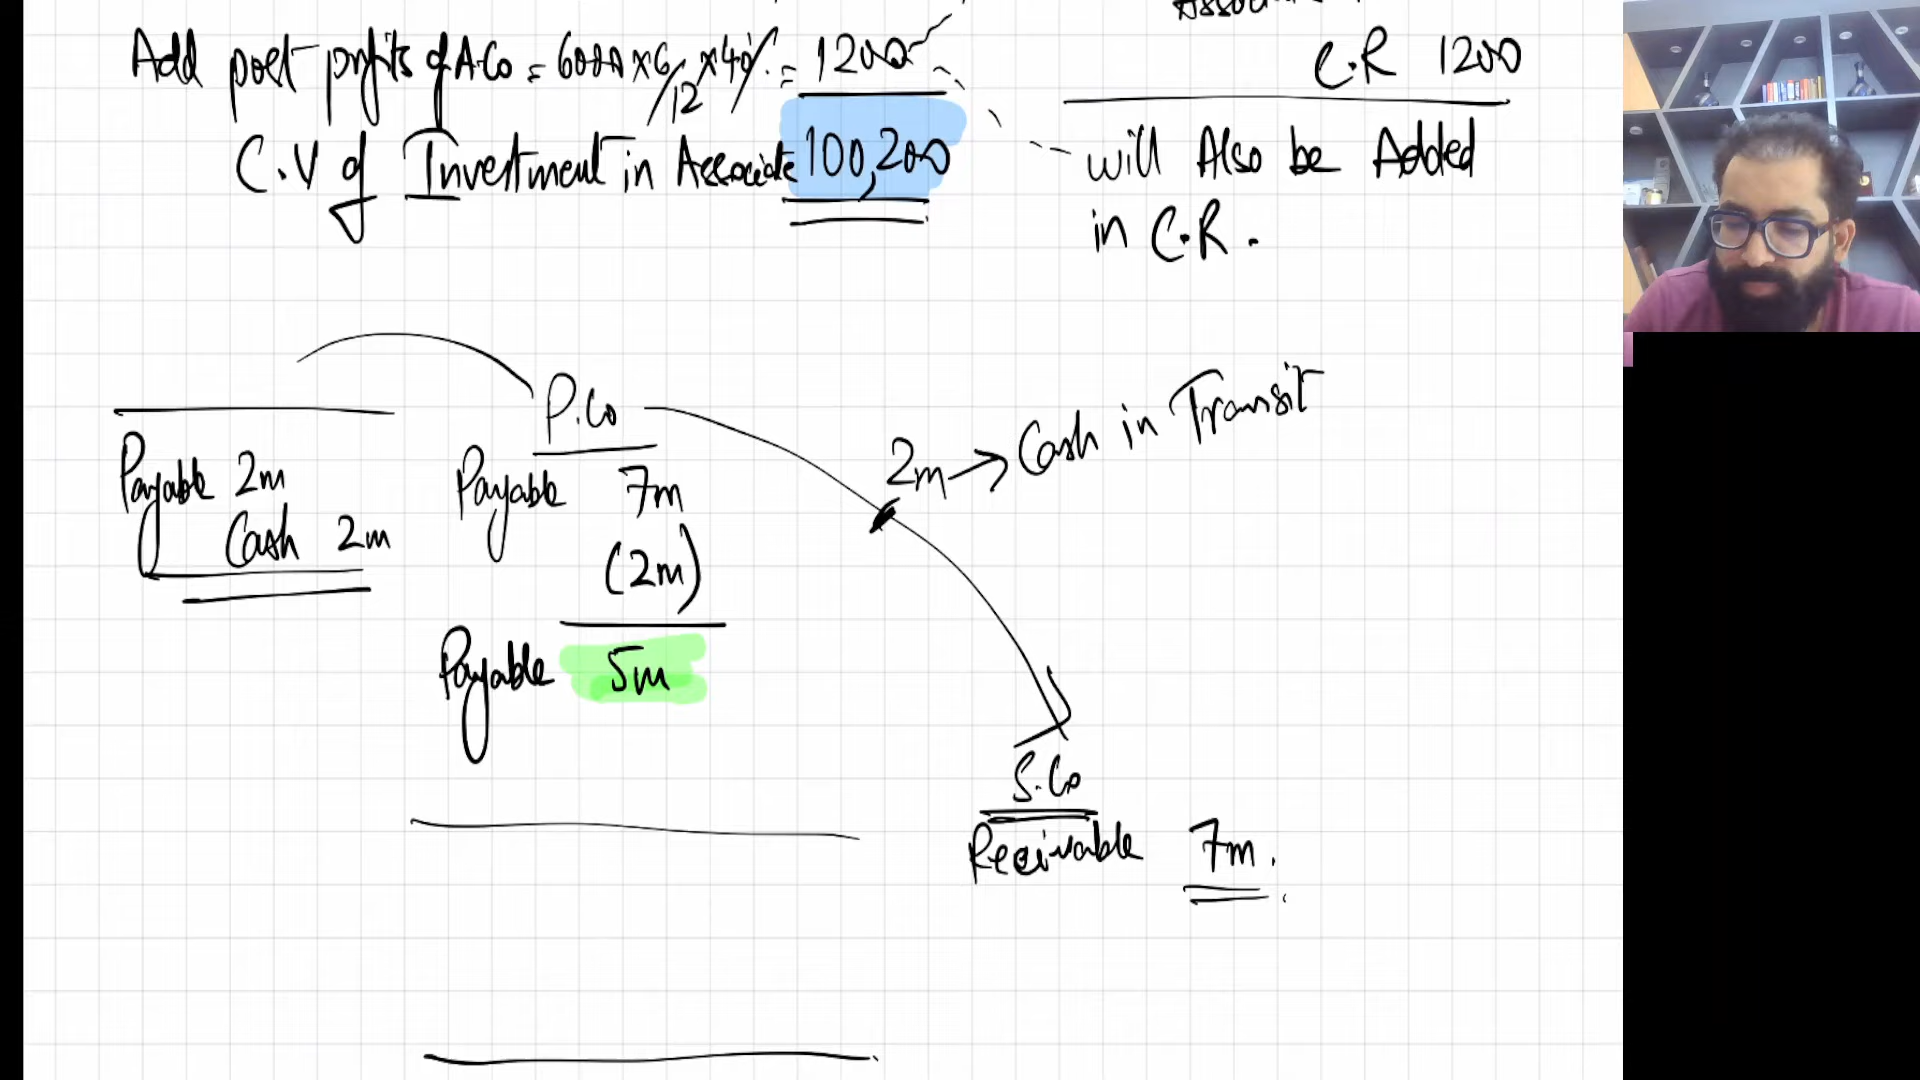 Add post profits of A.Co = 6000 x 6/12 x 40% = 1200
C.R 1200
C.V of Investment in Associate 100,200
will Also be Added
in C.R.
P.Co
2m → Cash in Transit
Payable 2m
Cash 2m
Payable 7m
(2m)
Payable 5m
S.Co
Receivable 7m.